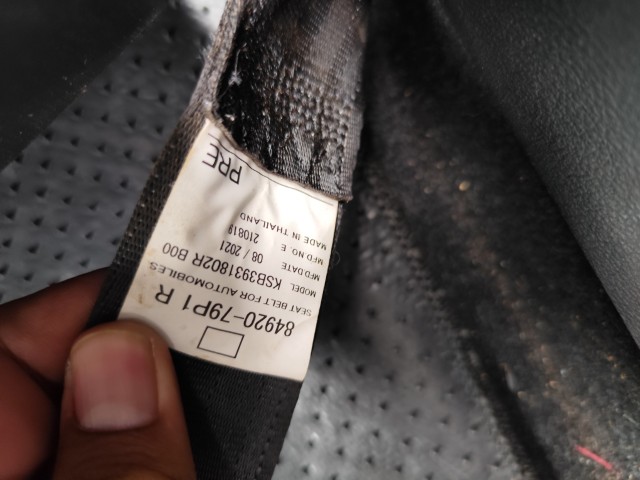 84920-79P1 R
SEAT BELT FOR AUTOMOBILES
MODEL KSB3931802R B00
MFD.DATE 08 / 2021
MFD NO. E 210819
MADE IN THAILAND
PRE